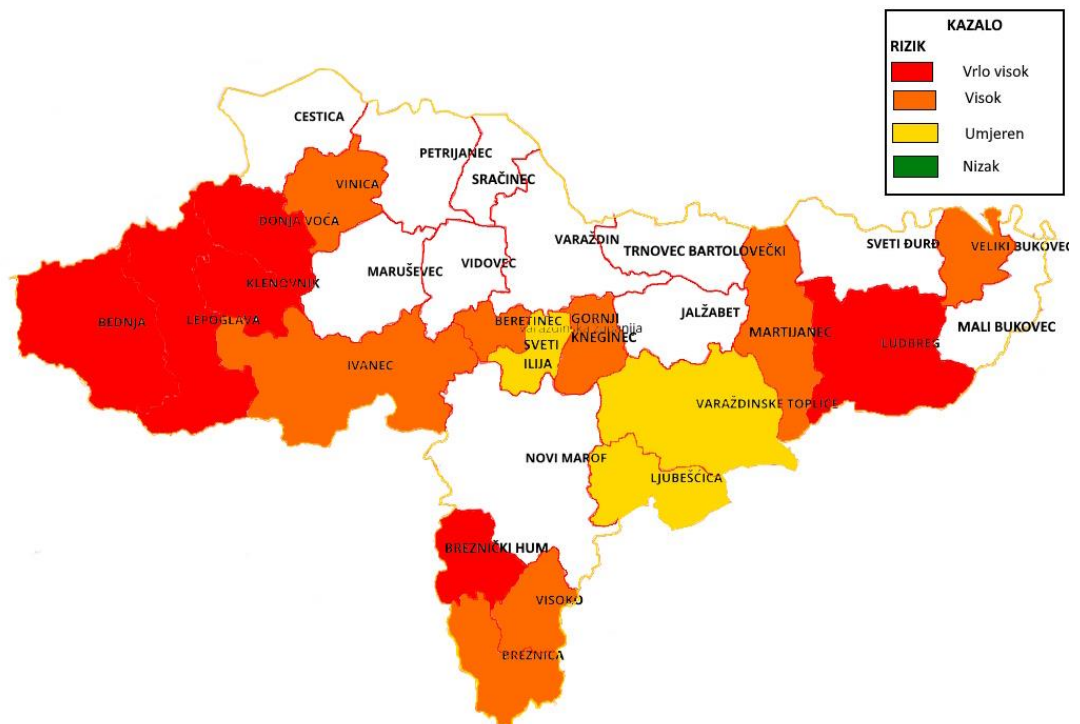 KAZALO
RIZIK
Vrlo visok
Visok
Umjeren
Nizak
CESTICA
PETRIJANEC
SRAČINEC
VINICA
DONJA VOĆA
VARAŽDIN
TRNOVEC BARTOLOVEČKI
SVETI ĐURĐ
VELIKI BUKOVEC
MARUŠEVEC
VIDOVEC
KLENOVNIK
BEDNJA
LEPOGLAVA
JALŽABET
MALI BUKOVEC
BERETINEC
GORNJI
KNEGINEC
Varaždinska županija
SVETI
ILIJA
MARTIJANEC
LUDBREG
IVANEC
VARAŽDINSKE TOPLICE
NOVI MAROF
LJUBEŠĆICA
BREZNIČKI HUM
VISOKO
BREZNICA